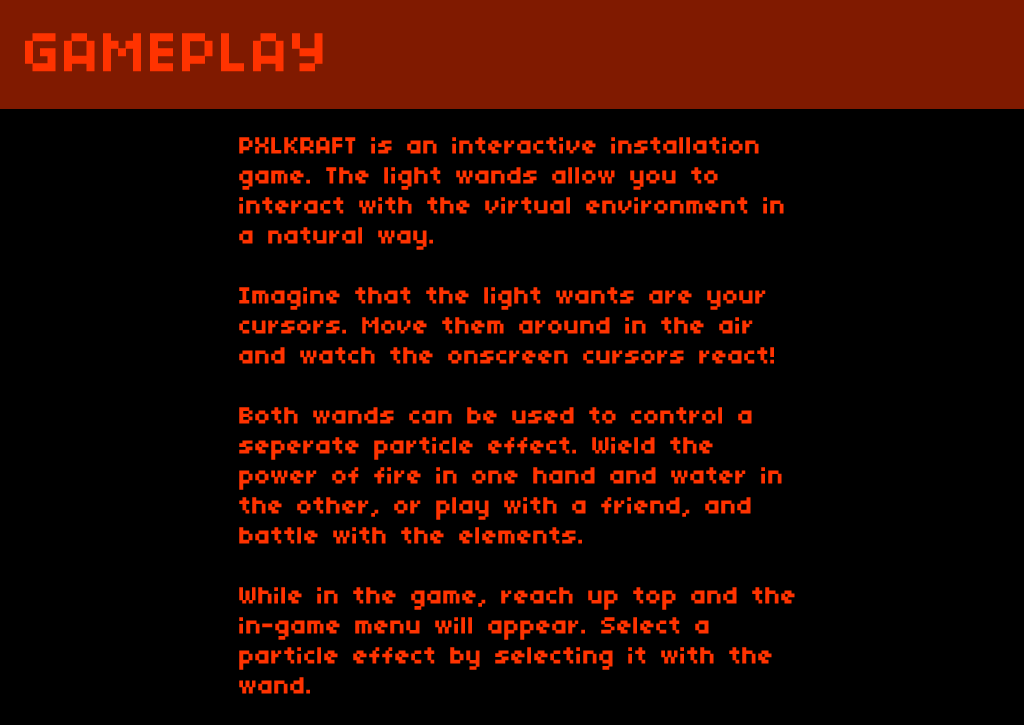 GAMEPLAY
PXLKRAFT is an interactive installation
game. The light wands allow you to
interact with the virtual environment in
a natural way.
Imagine that the light wants are your
cursors. Move them around in the air
and watch the onscreen cursors react!
Both wands can be used to control a
seperate particle effect. Wield the
power of fire in one hand and water in
the other, or play with a friend, and
battle with the elements.
While in the game, reach up top and the
in-game menu will appear. Select a
particle effect by selecting it with the
wand.